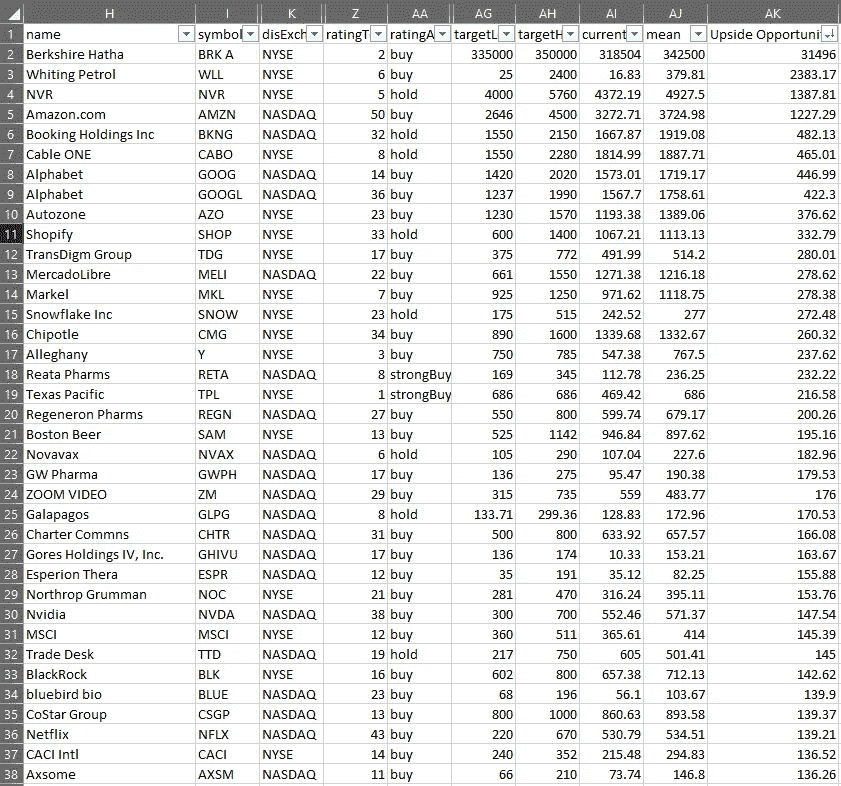 H I K Z AA AG AH AI AJ AK
1 name symbol disExch ratingT ratingA targetL targetH current mean Upside Opportuni
2 Berkshire Hatha BRK A NYSE 2 buy 335000 350000 318504 342500 31496
3 Whiting Petrol WLL NYSE 6 buy 25 2400 16.83 379.81 2383.17
4 NVR NVR NYSE 5 hold 4000 5760 4372.19 4927.5 1387.81
5 Amazon.com AMZN NASDAQ 50 buy 2646 4500 3272.71 3724.98 1227.29
6 Booking Holdings Inc BKNG NASDAQ 32 hold 1550 2150 1667.87 1919.08 482.13
7 Cable ONE CABO NYSE 8 hold 1550 2280 1814.99 1887.71 465.01
8 Alphabet GOOG NASDAQ 14 buy 1420 2020 1573.01 1719.17 446.99
9 Alphabet GOOGL NASDAQ 36 buy 1237 1990 1567.7 1758.61 422.3
10 Autozone AZO NYSE 23 buy 1230 1570 1193.38 1389.06 376.62
11 Shopify SHOP NYSE 33 hold 600 1400 1067.21 1113.13 332.79
12 TransDigm Group TDG NYSE 17 buy 375 772 491.99 514.2 280.01
13 MercadoLibre MELI NASDAQ 22 buy 661 1550 1271.38 1216.18 278.62
14 Markel MKL NYSE 7 buy 925 1250 971.62 1118.75 278.38
15 Snowflake Inc SNOW NYSE 23 hold 175 515 242.52 277 272.48
16 Chipotle CMG NYSE 34 buy 890 1600 1339.68 1332.67 260.32
17 Alleghany Y NYSE 3 buy 750 785 547.38 767.5 237.62
18 Reata Pharms RETA NASDAQ 8 strongBuy 169 345 112.78 236.25 232.22
19 Texas Pacific TPL NYSE 1 strongBuy 686 686 469.42 686 216.58
20 Regeneron Pharms REGN NASDAQ 27 buy 550 800 599.74 679.17 200.26
21 Boston Beer SAM NYSE 13 buy 525 1142 946.84 897.62 195.16
22 Novavax NVAX NASDAQ 6 hold 105 290 107.04 227.6 182.96
23 GW Pharma GWPH NASDAQ 17 buy 136 275 95.47 190.38 179.53
24 ZOOM VIDEO ZM NASDAQ 29 buy 315 735 559 483.77 176
25 Galapagos GLPG NASDAQ 8 hold 133.71 299.36 128.83 172.96 170.53
26 Charter Commns CHTR NASDAQ 31 buy 500 800 633.92 657.57 166.08
27 Gores Holdings IV, Inc. GHIVU NASDAQ 17 buy 136 174 10.33 153.21 163.67
28 Esperion Thera ESPR NASDAQ 12 buy 35 191 35.12 82.25 155.88
29 Northrop Grumman NOC NYSE 21 buy 281 470 316.24 395.11 153.76
30 Nvidia NVDA NASDAQ 38 buy 300 700 552.46 571.37 147.54
31 MSCI MSCI NYSE 12 buy 360 511 365.61 414 145.39
32 Trade Desk TTD NASDAQ 19 hold 217 750 605 501.41 145
33 BlackRock BLK NYSE 16 buy 602 800 657.38 712.13 142.62
34 bluebird bio BLUE NASDAQ 23 buy 68 196 56.1 103.67 139.9
35 CoStar Group CSGP NASDAQ 13 buy 800 1000 860.63 893.58 139.37
36 Netflix NFLX NASDAQ 43 buy 220 670 530.79 534.51 139.21
37 CACI Intl CACI NYSE 14 buy 240 352 215.48 294.83 136.52
38 Axsome AXSM NASDAQ 11 buy 66 210 73.74 146.8 136.26